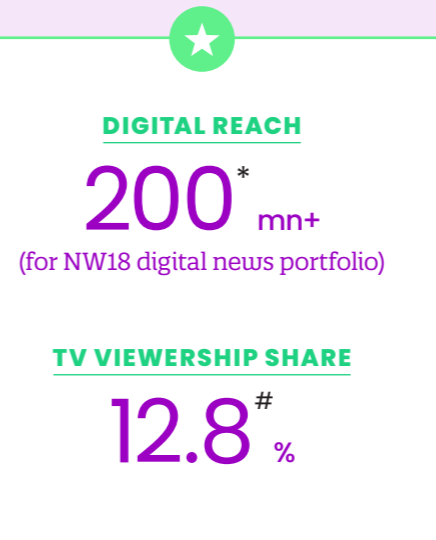 DIGITAL REACH
200* mn+
(for NW18 digital news portfolio)
TV VIEWERSHIP SHARE
12.8# %